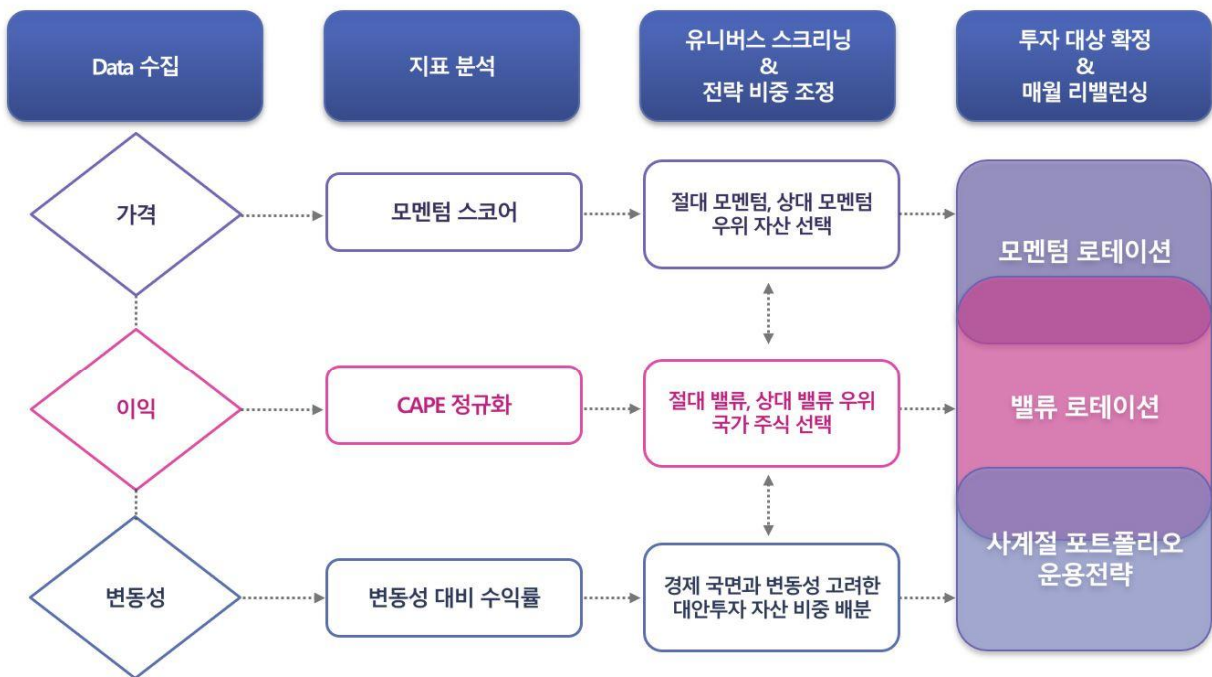 Data 수집
지표 분석
유니버스 스크리닝
&
전략 비중 조정
투자 대상 확정
&
매월 리밸런싱
가격
모멘텀 스코어
절대 모멘텀, 상대 모멘텀
우위 자산 선택
모멘텀 로테이션
이익
CAPE 정규화
절대 밸류, 상대 밸류 우위
국가 주식 선택
밸류 로테이션
변동성
변동성 대비 수익률
경제 국면과 변동성 고려한
대안투자 자산 비중 배분
사계절 포트폴리오
운용전략